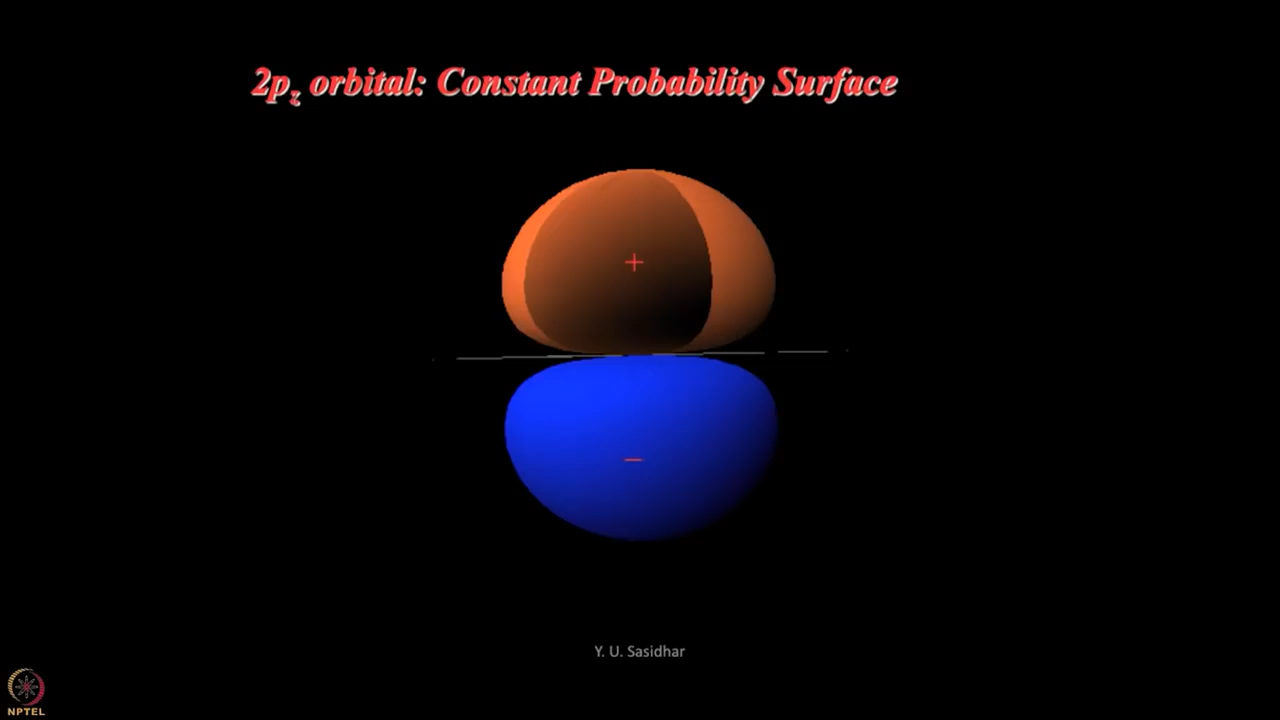 2pz orbital: Constant Probability Surface
+
–
Y. U. Sasidhar
NPTEL